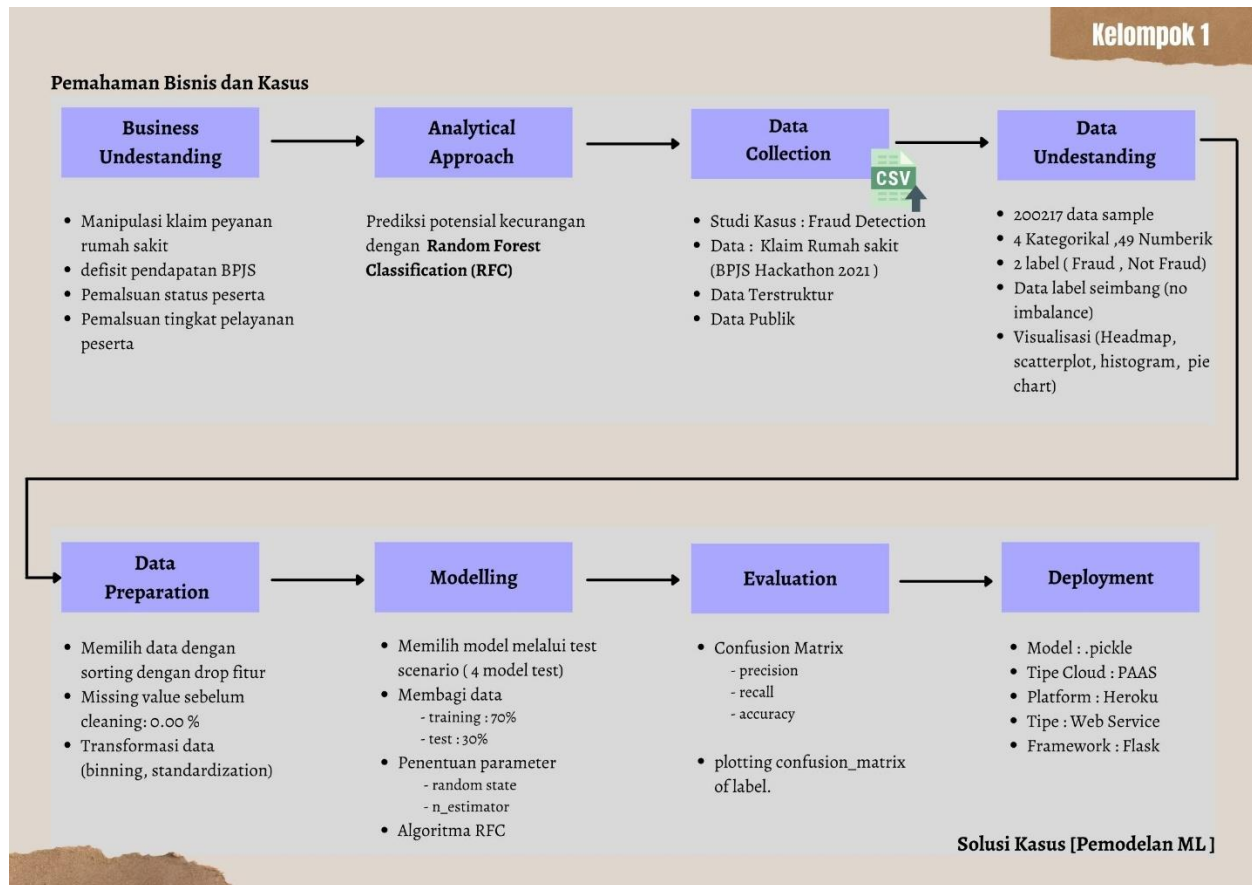 Kelompok 1
Pemahaman Bisnis dan Kasus
Business
Undestanding
• Manipulasi klaim peyanan
rumah sakit
• defisit pendapatan BPJS
• Pemalsuan status peserta
• Pemalsuan tingkat pelayanan
peserta
Analytical
Approach
Prediksi potensial kecurangan
dengan Random Forest
Classification (RFC)
Data
Collection
CSV
• Studi Kasus : Fraud Detection
• Data : Klaim Rumah sakit
(BPJS Hackathon 2021 )
• Data Terstruktur
• Data Publik
Data
Undestanding
• 200217 data sample
• 4 Kategorikal ,49 Numberik
• 2 label ( Fraud , Not Fraud)
• Data label seimbang (no
imbalance)
• Visualisasi (Headmap,
scatterplot, histogram, pie
chart)
Data
Preparation
• Memilih data dengan
sorting dengan drop fitur
• Missing value sebelum
cleaning: 0.00 %
• Transformasi data
(binning, standardization)
Modelling
• Memilih model melalui test
scenario ( 4 model test)
• Membagi data
- training : 70%
- test : 30%
• Penentuan parameter
- random state
- n_estimator
• Algoritma RFC
Evaluation
• Confusion Matrix
- precision
- recall
- accuracy
• plotting confusion_matrix
of label.
Deployment
• Model : .pickle
• Tipe Cloud : PAAS
• Platform : Heroku
• Tipe : Web Service
• Framework : Flask
Solusi Kasus [Pemodelan ML ]